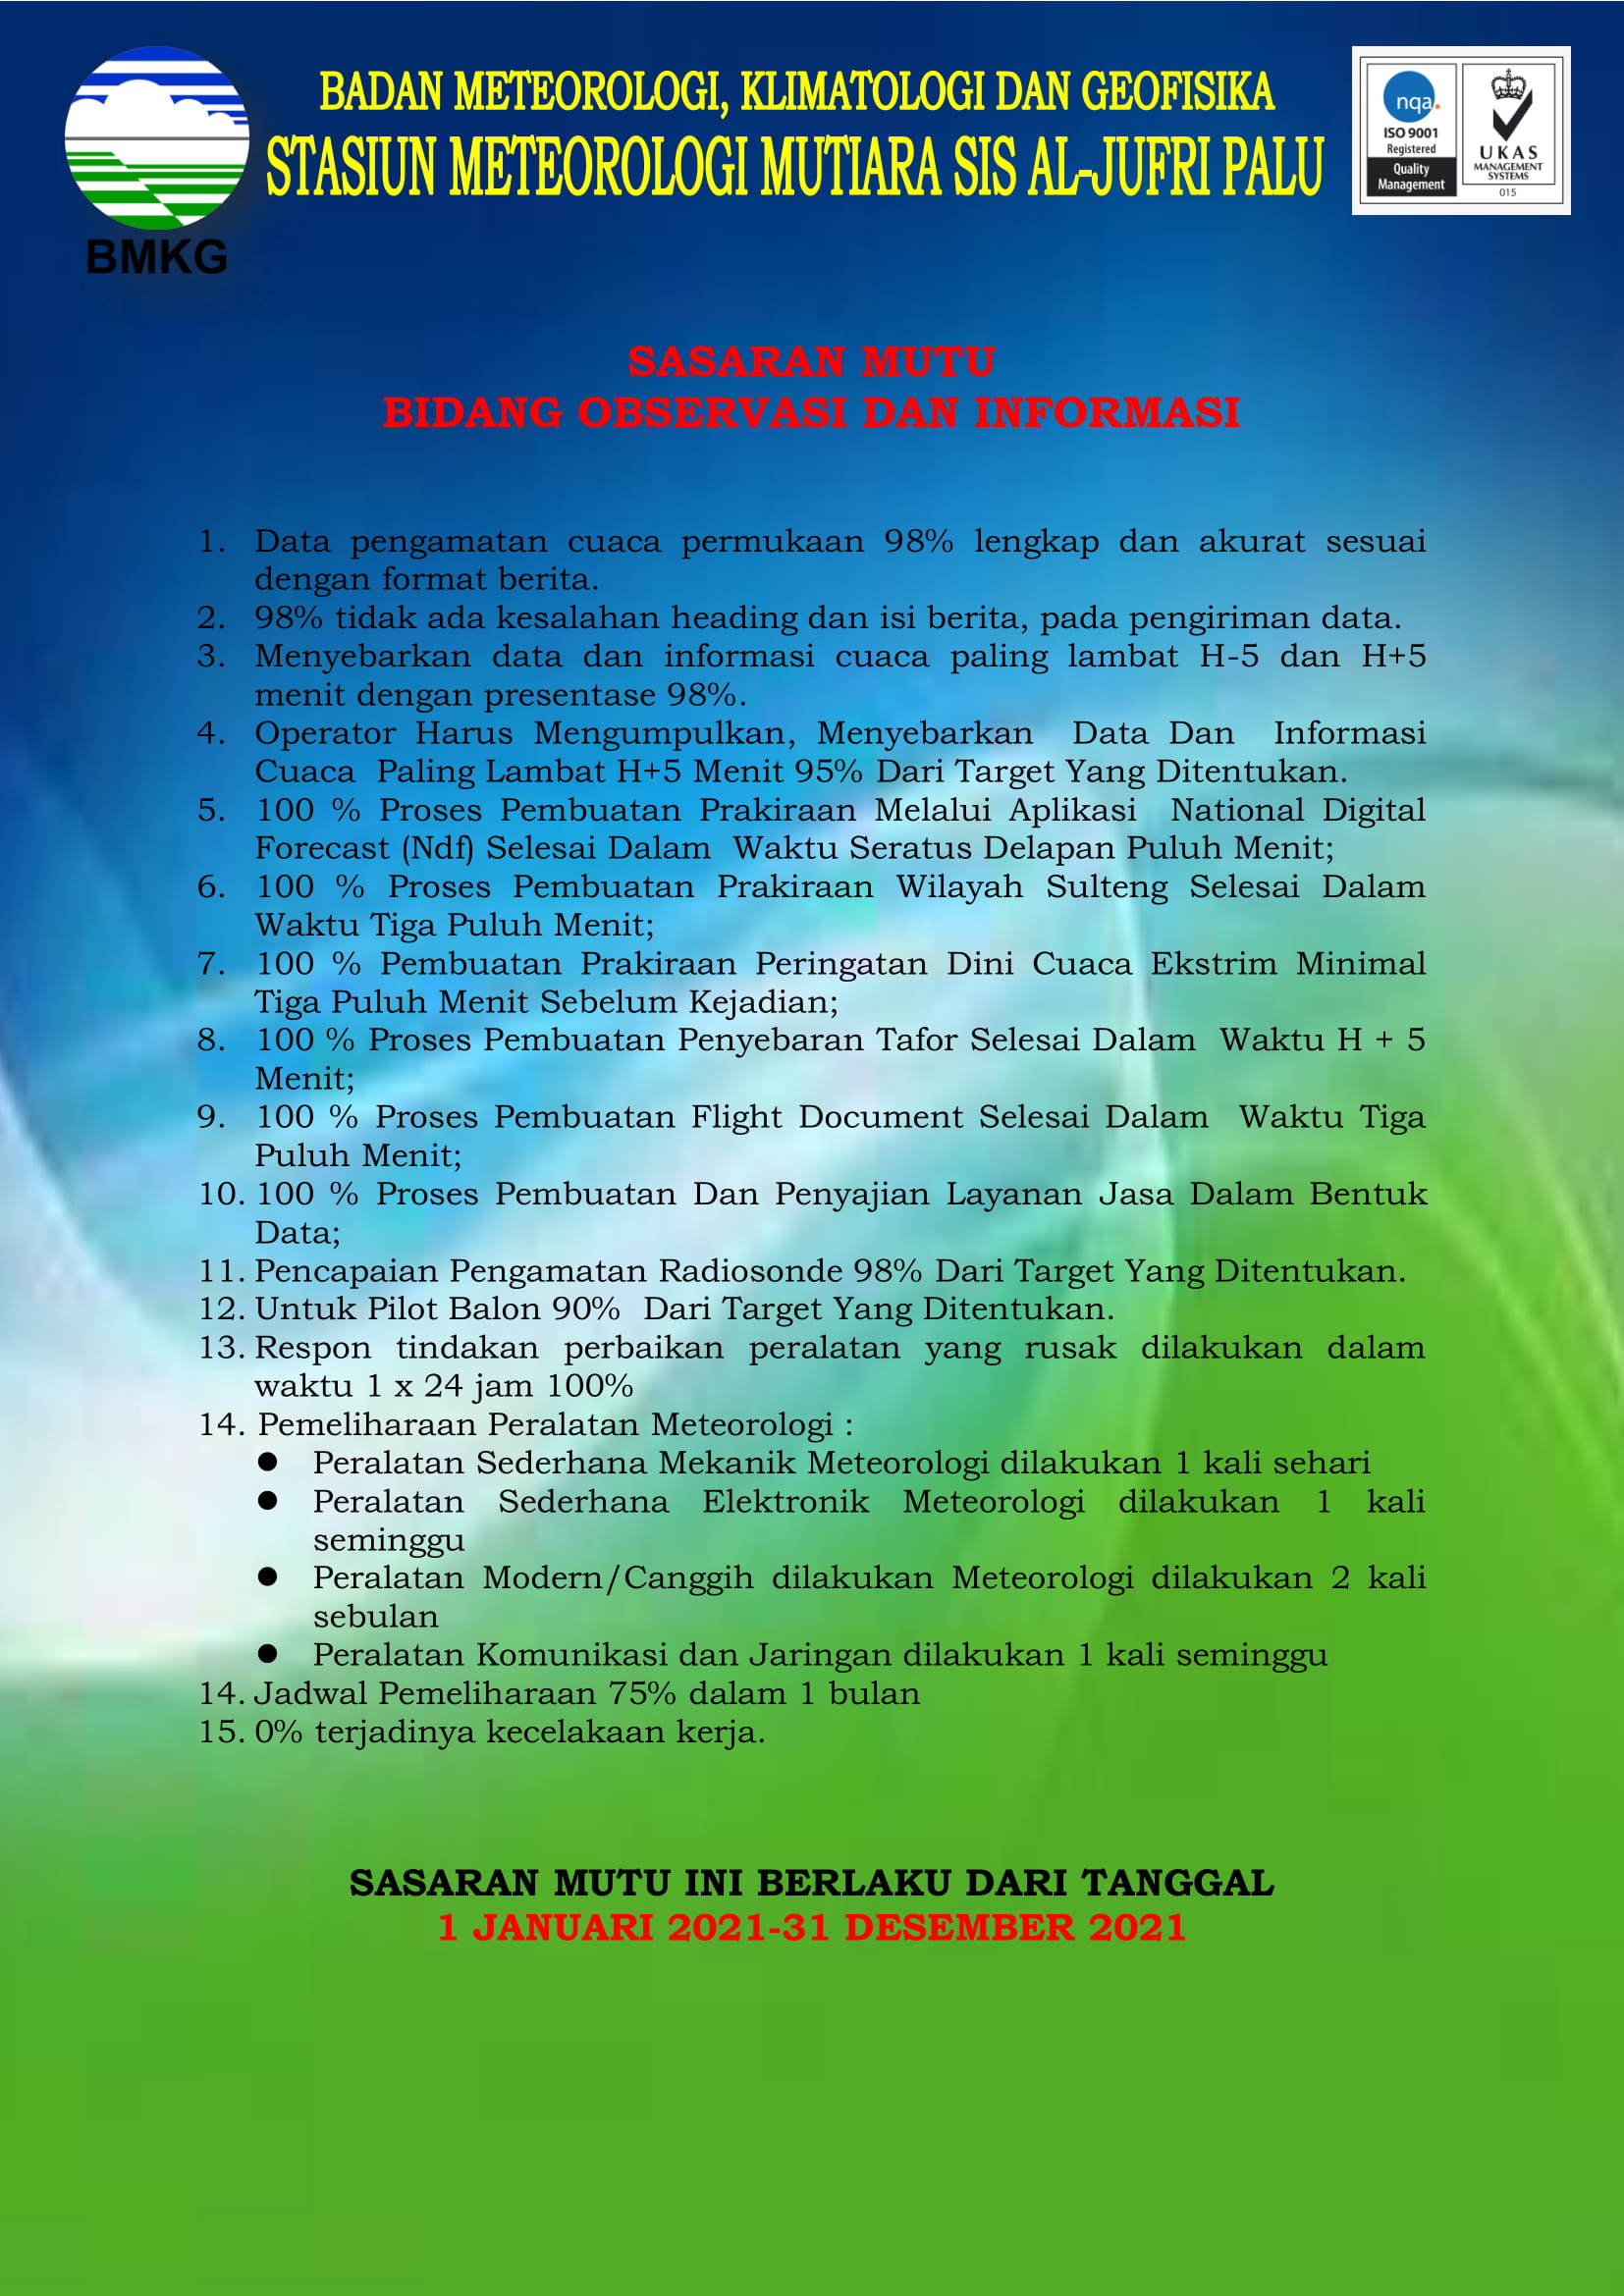 BADAN METEOROLOGI, KLIMATOLOGI DAN GEOFISIKA
STASIUN METEOROLOGI MUTIARA SIS AL-JUFRI PALU
BMKG
nqa.
ISO 9001
Registered
Quality
Management
UKAS
MANAGEMENT
SYSTEMS
015
SASARAN MUTU
BIDANG OBSERVASI DAN INFORMASI
1. Data pengamatan cuaca permukaan 98% lengkap dan akurat sesuai
dengan format berita.
2. 98% tidak ada kesalahan heading dan isi berita, pada pengiriman data.
3. Menyebarkan data dan informasi cuaca paling lambat H-5 dan H+5
menit dengan presentase 98%.
4. Operator Harus Mengumpulkan, Menyebarkan Data Dan Informasi
Cuaca Paling Lambat H+5 Menit 95% Dari Target Yang Ditentukan.
5. 100 % Proses Pembuatan Prakiraan Melalui Aplikasi National Digital
Forecast (Ndf) Selesai Dalam Waktu Seratus Delapan Puluh Menit;
6. 100 % Proses Pembuatan Prakiraan Wilayah Sulteng Selesai Dalam
Waktu Tiga Puluh Menit;
7. 100 % Pembuatan Prakiraan Peringatan Dini Cuaca Ekstrim Minimal
Tiga Puluh Menit Sebelum Kejadian;
8. 100 % Proses Pembuatan Penyebaran Tafor Selesai Dalam Waktu H + 5
Menit;
9. 100 % Proses Pembuatan Flight Document Selesai Dalam Waktu Tiga
Puluh Menit;
10. 100 % Proses Pembuatan Dan Penyajian Layanan Jasa Dalam Bentuk
Data;
11. Pencapaian Pengamatan Radiosonde 98% Dari Target Yang Ditentukan.
12. Untuk Pilot Balon 90% Dari Target Yang Ditentukan.
13. Respon tindakan perbaikan peralatan yang rusak dilakukan dalam
waktu 1 x 24 jam 100%
14. Pemeliharaan Peralatan Meteorologi :
● Peralatan Sederhana Mekanik Meteorologi dilakukan 1 kali sehari
● Peralatan Sederhana Elektronik Meteorologi dilakukan 1 kali
seminggu
● Peralatan Modern/Canggih dilakukan Meteorologi dilakukan 2 kali
sebulan
● Peralatan Komunikasi dan Jaringan dilakukan 1 kali seminggu
14. Jadwal Pemeliharaan 75% dalam 1 bulan
15. 0% terjadinya kecelakaan kerja.
SASARAN MUTU INI BERLAKU DARI TANGGAL
1 JANUARI 2021-31 DESEMBER 2021